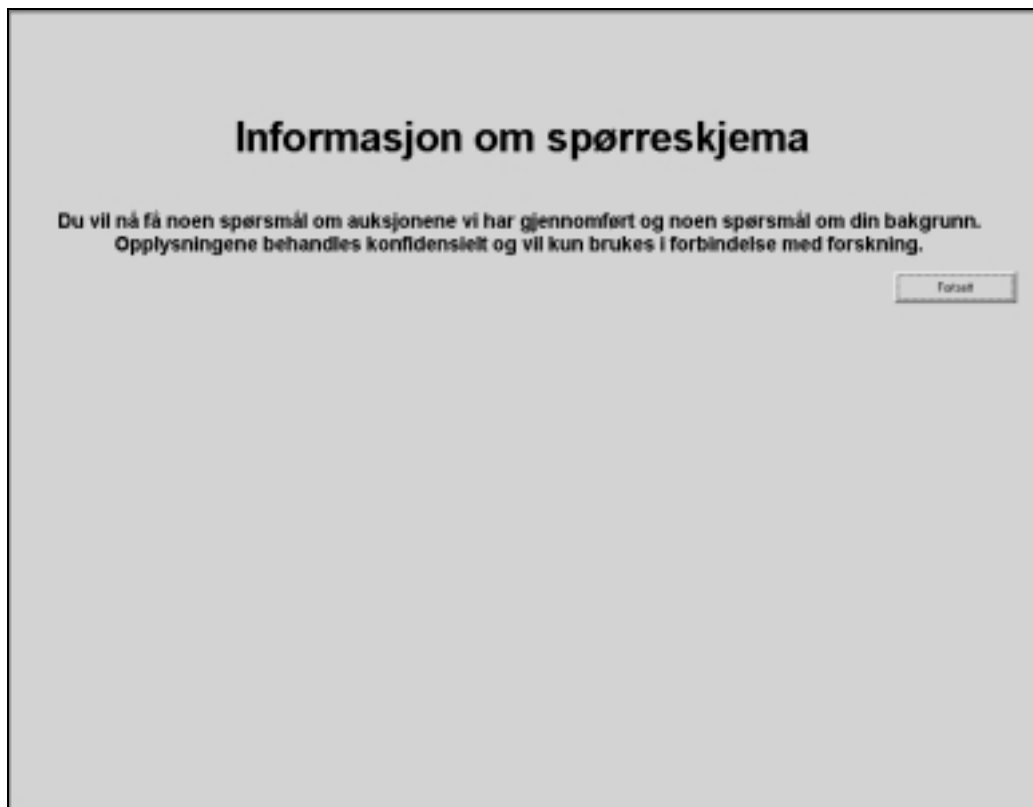 Informasjon om spørreskjema
Du vil nå få noen spørsmål om auksjonene vi har gjennomført og noen spørsmål om din bakgrunn.
Opplysningene behandles konfidensielt og vil kun brukes i forbindelse med forskning.
Fortsett